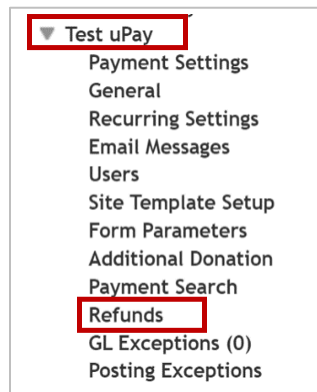 Test uPay
Payment Settings
General
Recurring Settings
Email Messages
Users
Site Template Setup
Form Parameters
Additional Donation
Payment Search
Refunds
GL Exceptions (0)
Posting Exceptions